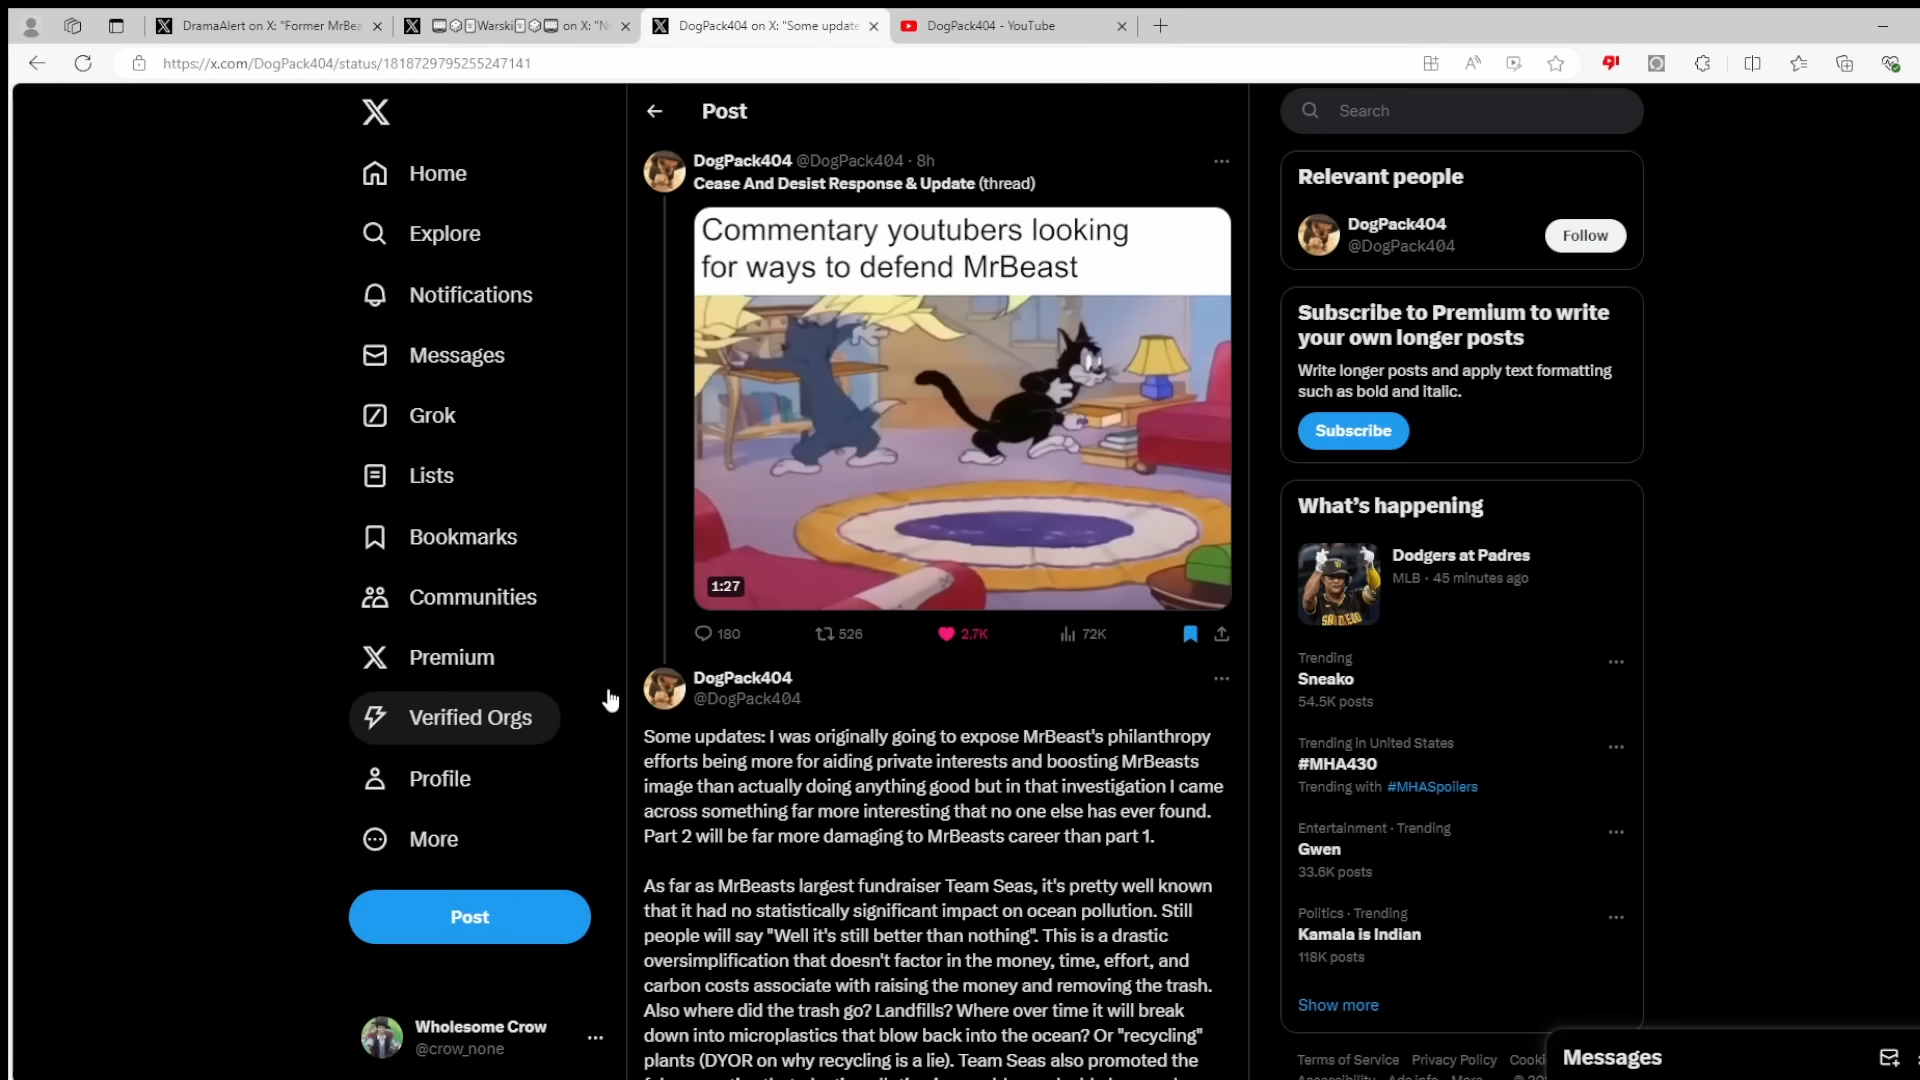 DramaAlert on X: "Former MrBea
Warski on X: "N
DogPack404 on X: "Some update
DogPack404 - YouTube
https://x.com/DogPack404/status/1818729795255247141
Home
Explore
Notifications
Messages
Grok
Lists
Bookmarks
Communities
Premium
Verified Orgs
Profile
More
Post
Wholesome Crow
@crow_none
Post
DogPack404 @DogPack404 · 8h
Cease And Desist Response & Update (thread)
Commentary youtubers looking
for ways to defend MrBeast
1:27
180
526
2.7K
72K
DogPack404
@DogPack404
Some updates: I was originally going to expose MrBeast's philanthropy
efforts being more for aiding private interests and boosting MrBeasts
image than actually doing anything good but in that investigation I came
across something far more interesting that no one else has ever found.
Part 2 will be far more damaging to MrBeasts career than part 1.
As far as MrBeasts largest fundraiser Team Seas, it's pretty well known
that it had no statistically significant impact on ocean pollution. Still
people will say "Well it's still better than nothing". This is a drastic
oversimplification that doesn't factor in the money, time, effort, and
carbon costs associate with raising the money and removing the trash.
Also where did the trash go? Landfills? Where over time it will break
down into microplastics that blow back into the ocean? Or "recycling"
plants (DYOR on why recycling is a lie). Team Seas also promoted the
Search
Relevant people
DogPack404
@DogPack404
Follow
Subscribe to Premium to write
your own longer posts
Write longer posts and apply text formatting
such as bold and italic.
Subscribe
What's happening
Dodgers at Padres
MLB · 45 minutes ago
Trending
Sneako
54.5K posts
Trending in United States
#MHA430
Trending with #MHASpoilers
Entertainment · Trending
Gwen
33.6K posts
Politics · Trending
Kamala is Indian
118K posts
Show more
Terms of Service Privacy Policy Cooki
Messages